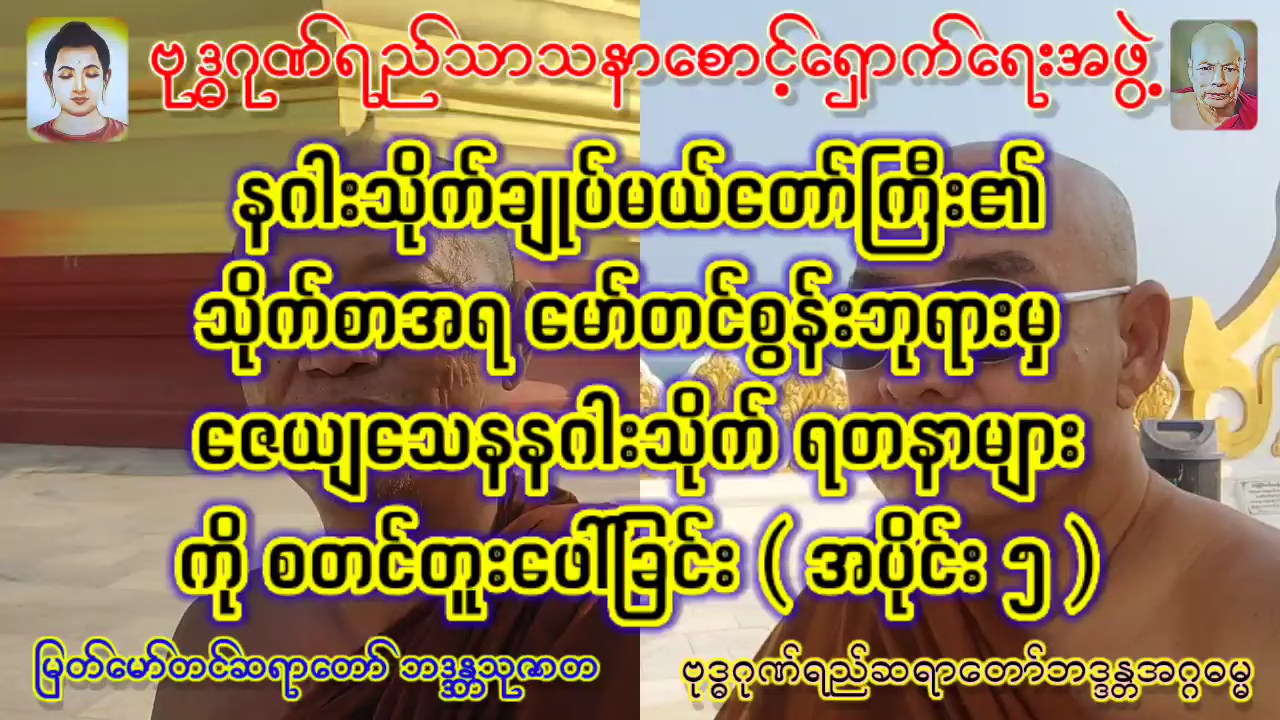 ဗုဒ္ဓဂုဏ်ရည်သာသနာစောင့်ရှောက်ရေးအဖွဲ့
နဂါးသိုက်ချုပ်မယ်တော်ကြီး၏
သိုက်စာအရ မော်တင်စွန်းဘုရားမှ
ဇေယျသေနနဂါးသိုက် ရတနာများ
ကို စတင်တူးဖေါ်ခြင်း ( အပိုင်း ၅ )
မြတ်မော်တင်ဆရာတော် ဘဒ္ဒန္တသုဇာတ
ဗုဒ္ဓဂုဏ်ရည်ဆရာတော်ဘဒ္ဒန္တအဂ္ဂဓမ္မ